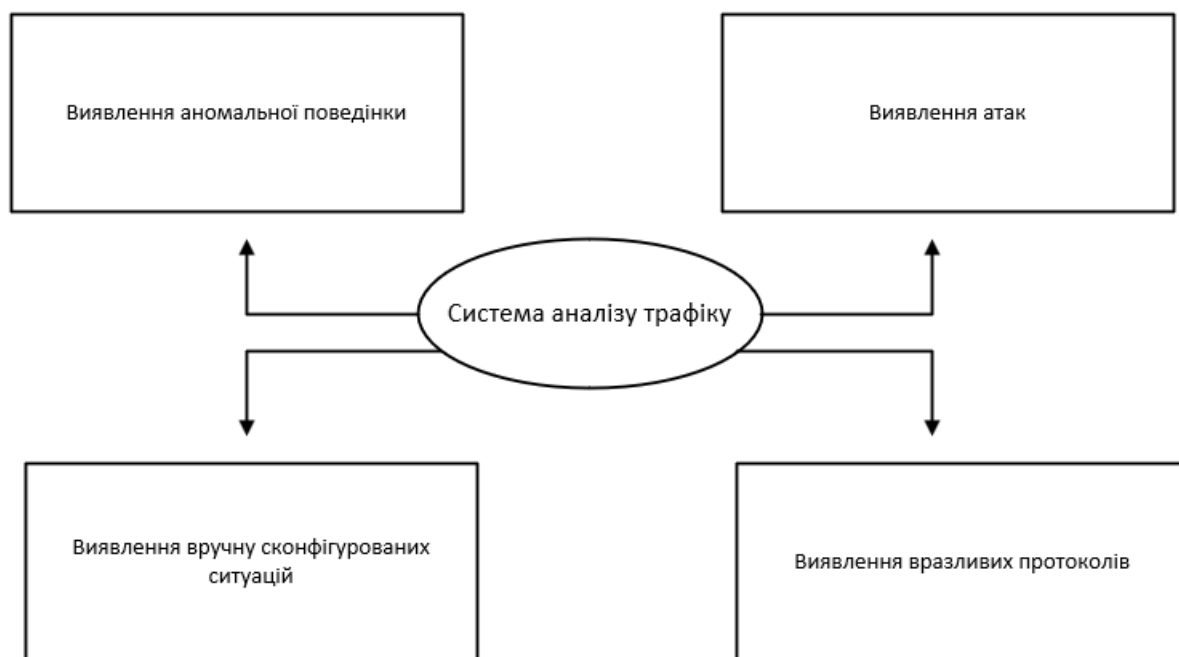 Виявлення аномальної поведінки
Виявлення атак
Система аналізу трафіку
Виявлення вручну сконфігурованих
ситуацій
Виявлення вразливих протоколів